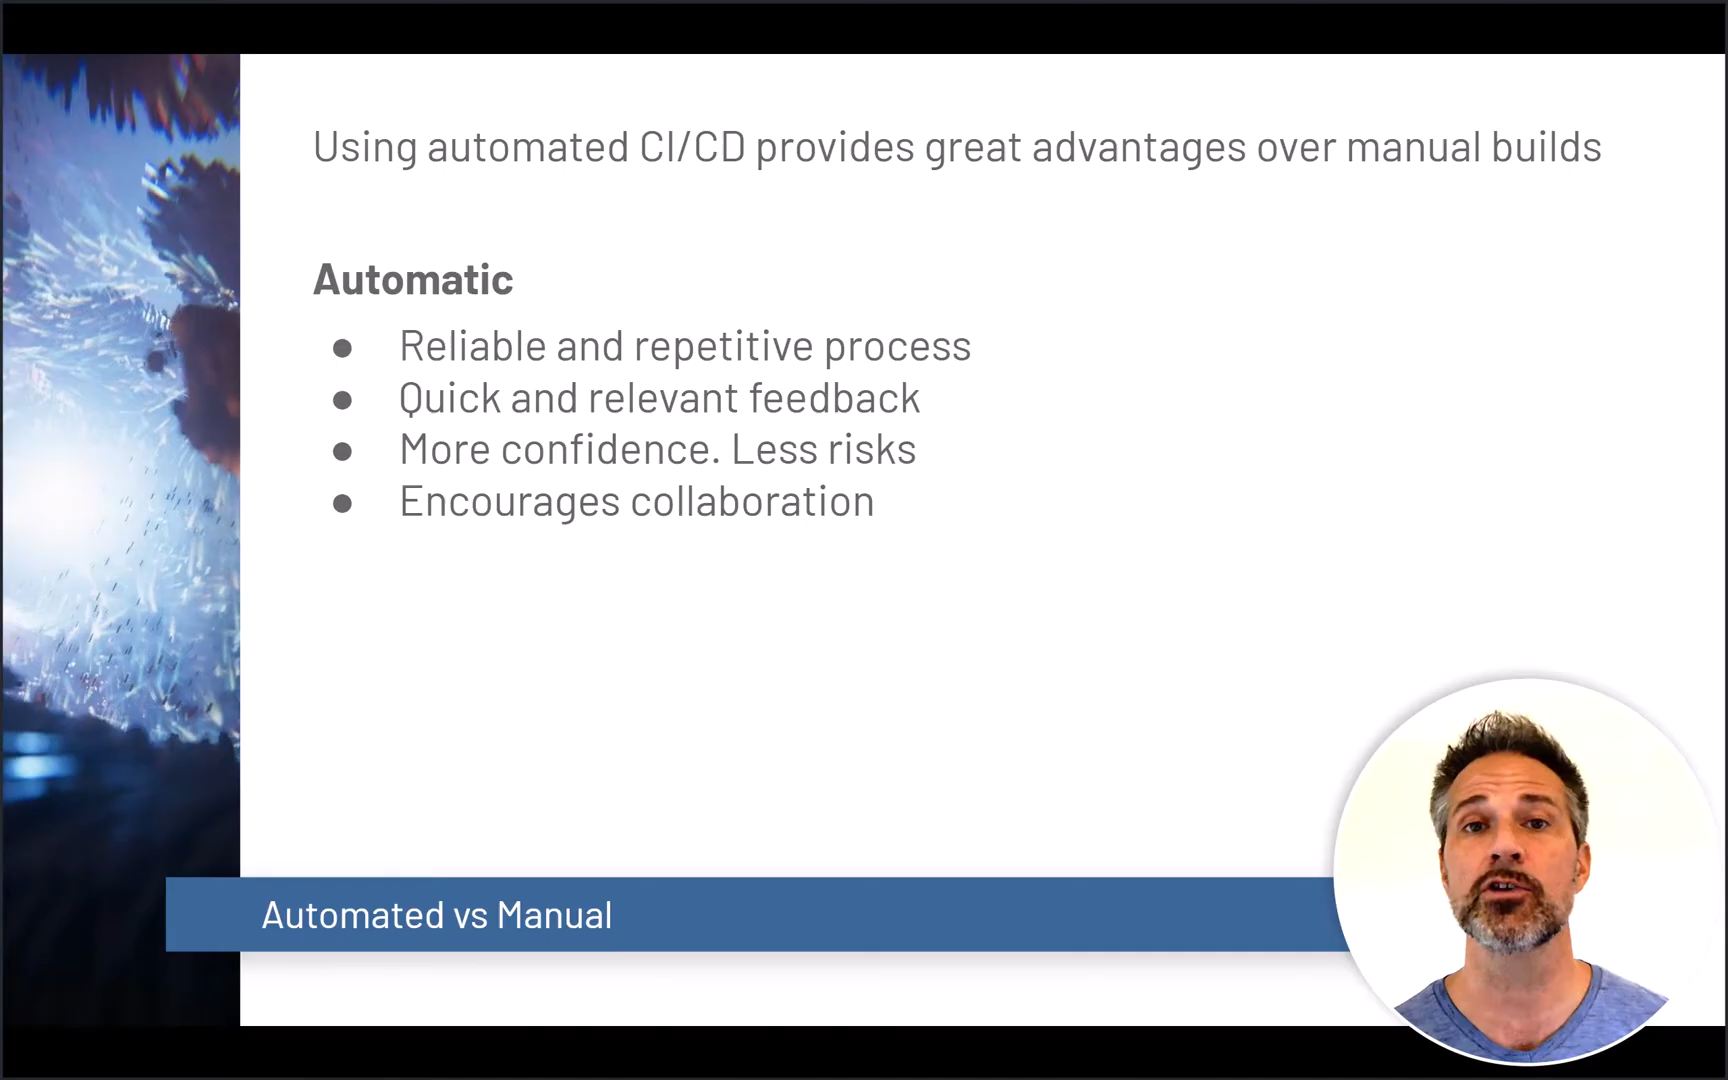 Using automated CI/CD provides great advantages over manual builds
Automatic
● Reliable and repetitive process
● Quick and relevant feedback
● More confidence. Less risks
● Encourages collaboration
Automated vs Manual